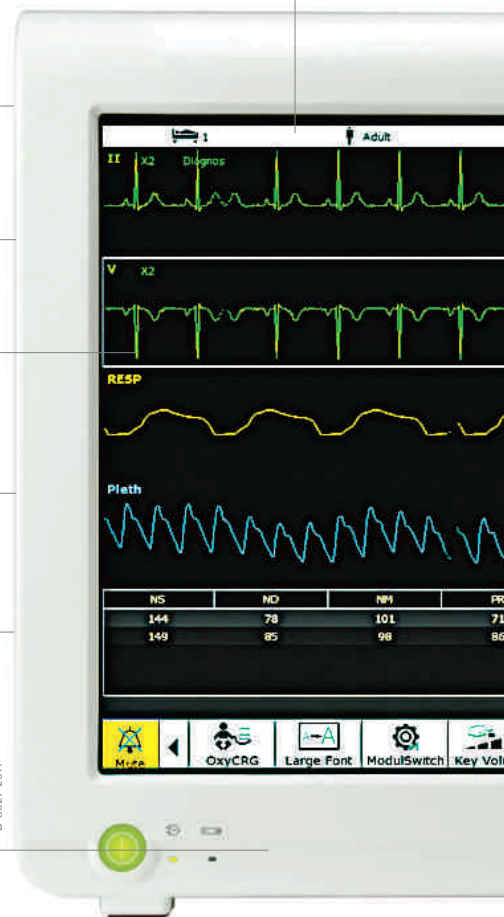 1 Adult
II X2 Diagnos
V X2
RESP
Pleth
NS ND NM PR
144 78 101 71
149 85 98 86
Mute OxyCRG Large Font ModulSwitch Key Volu